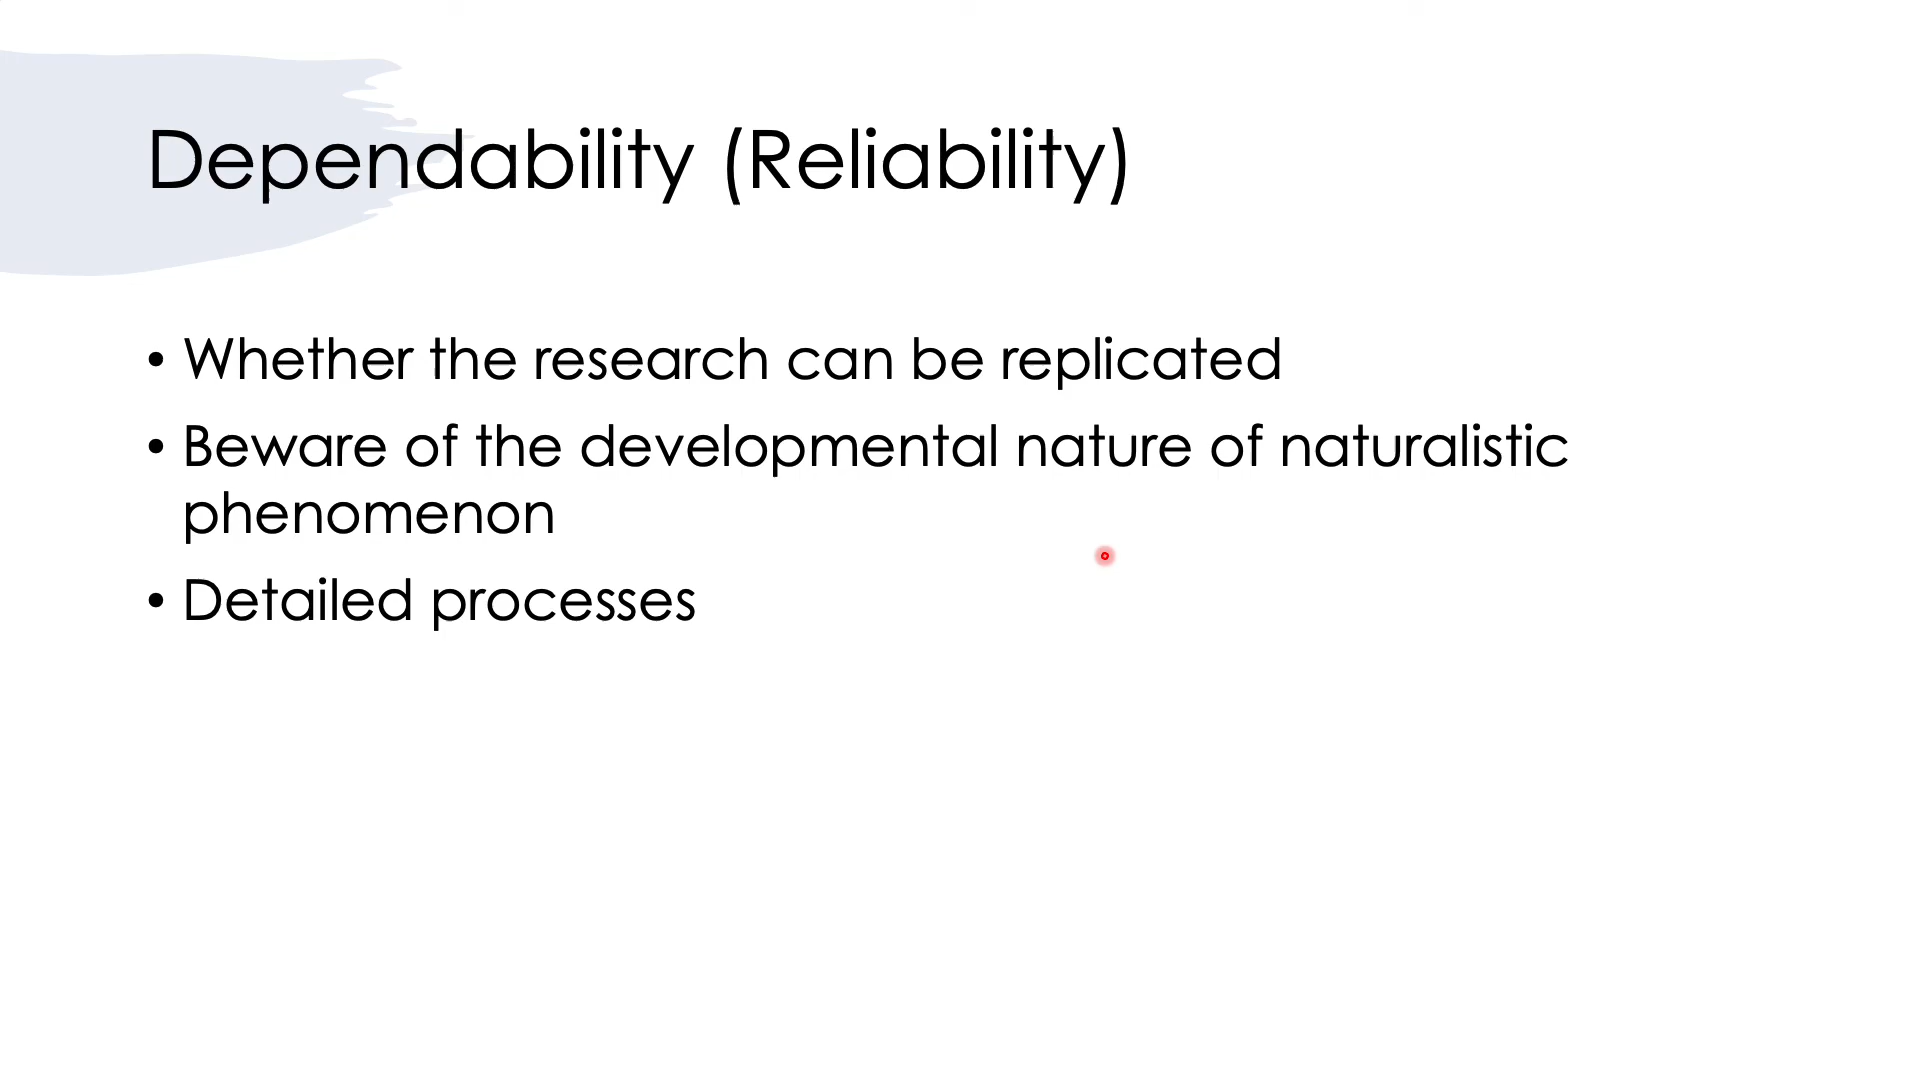 Dependability (Reliability)
• Whether the research can be replicated
• Beware of the developmental nature of naturalistic
phenomenon
• Detailed processes